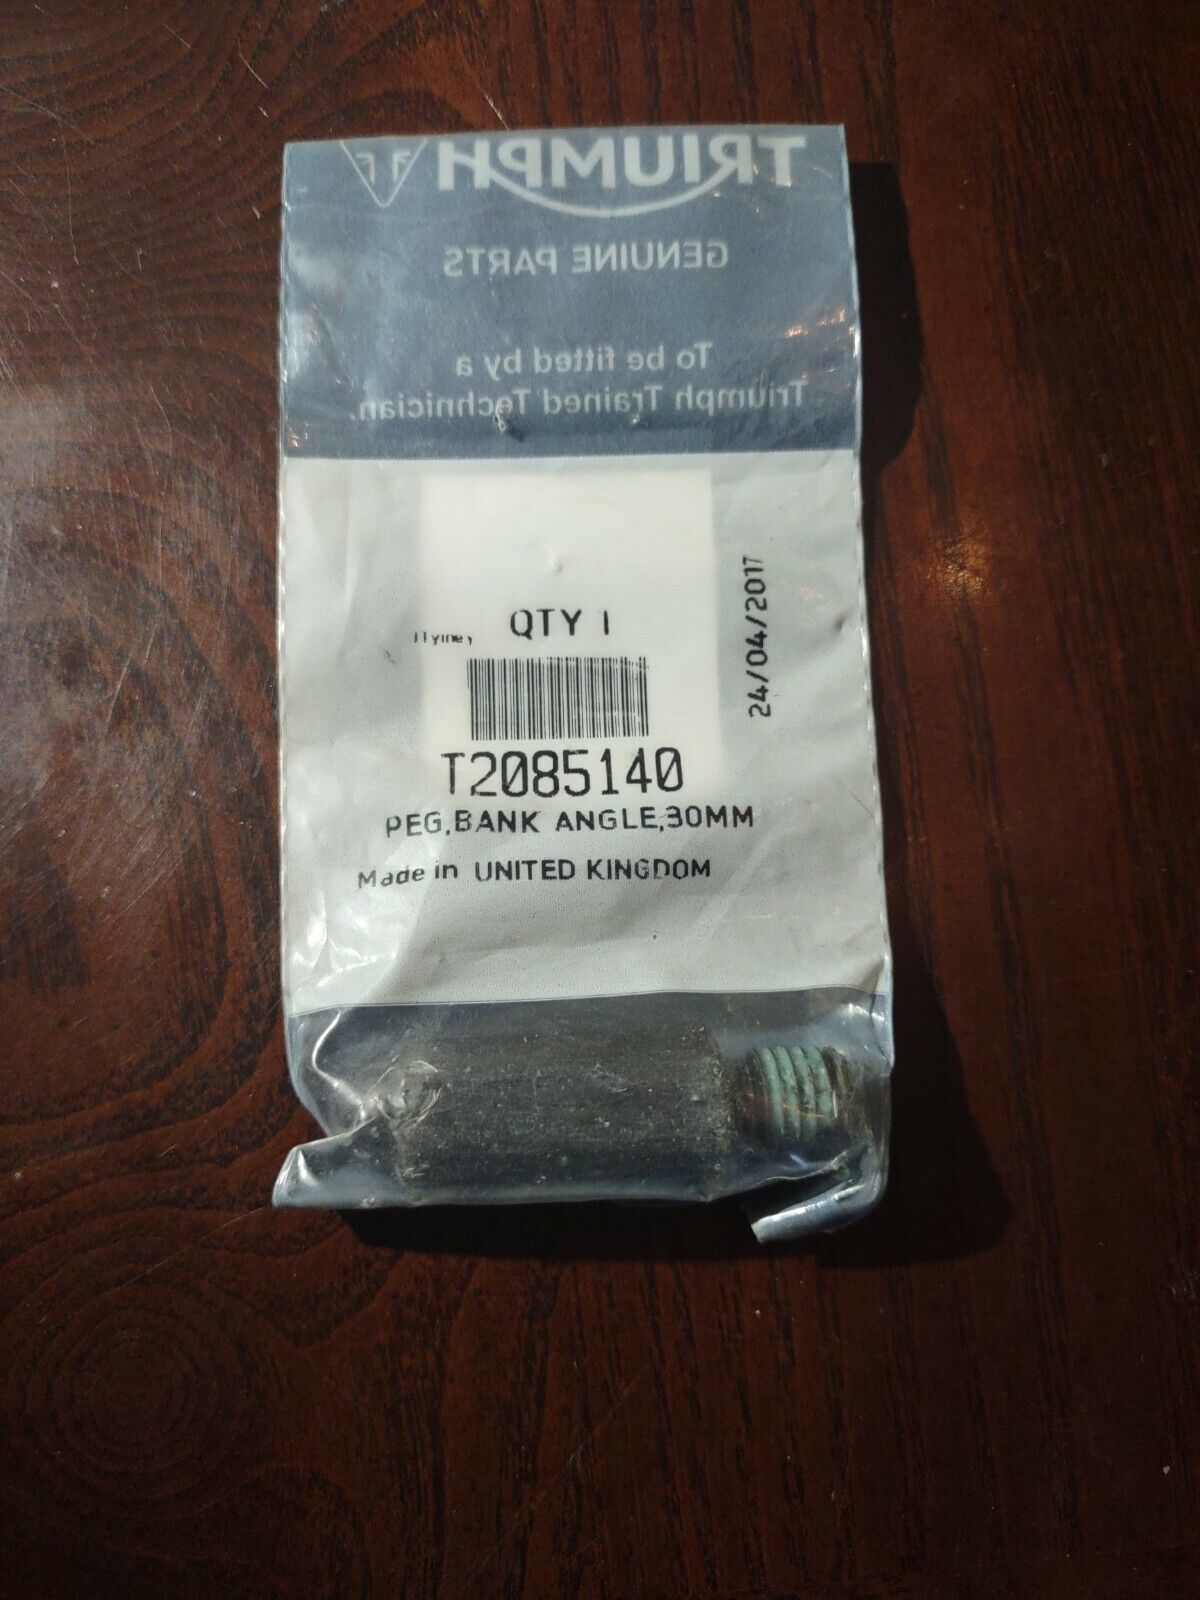 TRIUMPH
GENUINE PARTS
To be fitted by a
Triumph Trained Technician.
QTY 1
24/04/2017
T2085140
PEG,BANK ANGLE,30MM
Made in UNITED KINGDOM